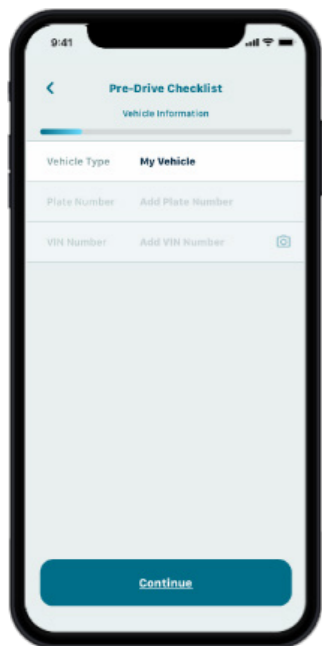 9:41
Pre-Drive Checklist
Vehicle Information
Vehicle Type My Vehicle
Plate Number Add Plate Number
VIN Number Add VIN Number
Continue